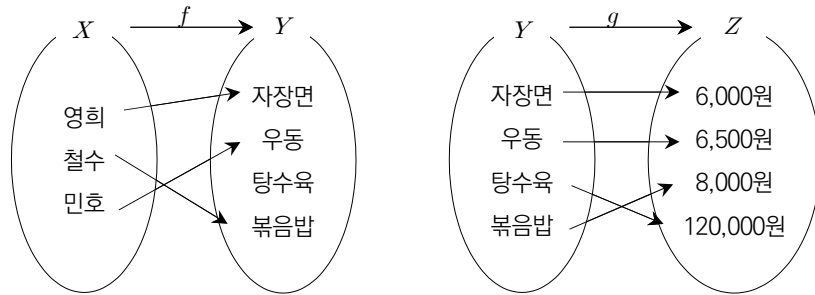 X f Y
영희
철수
민호
자장면
우동
탕수육
볶음밥
Y g Z
자장면
우동
탕수육
볶음밥
6,000원
6,500원
8,000원
120,000원